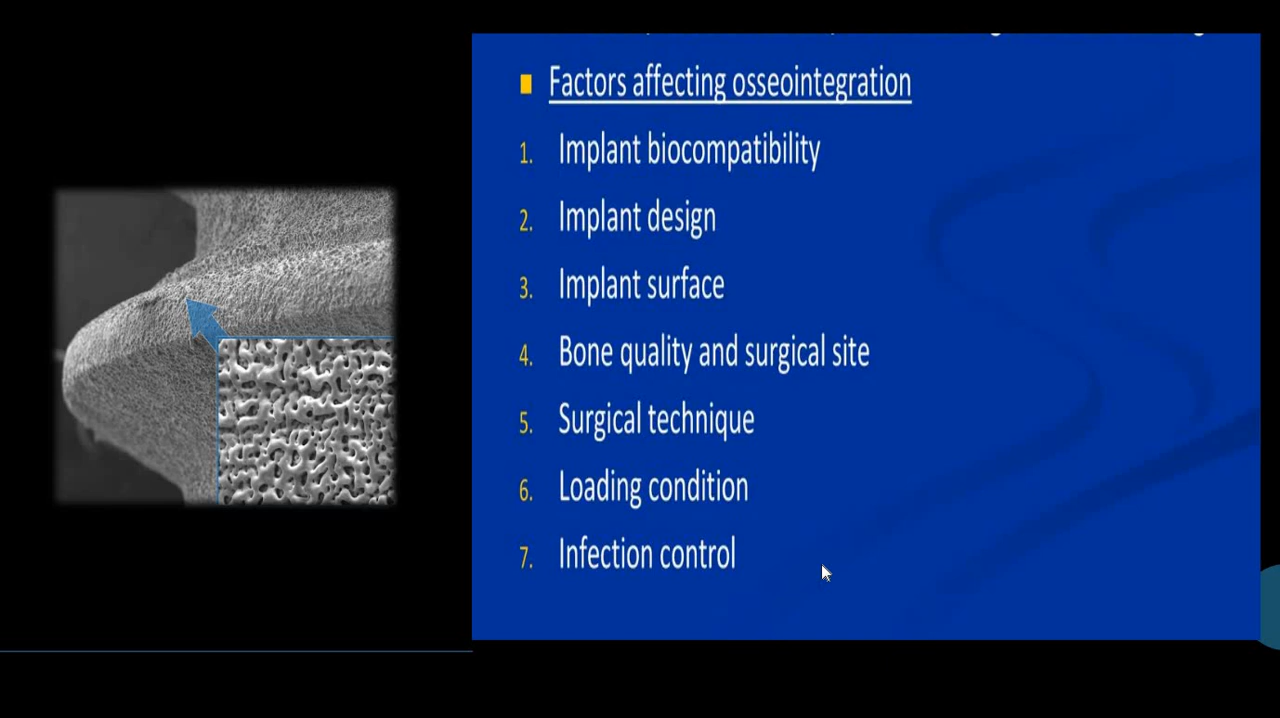 Factors affecting osseointegration
1. Implant biocompatibility
2. Implant design
3. Implant surface
4. Bone quality and surgical site
5. Surgical technique
6. Loading condition
7. Infection control